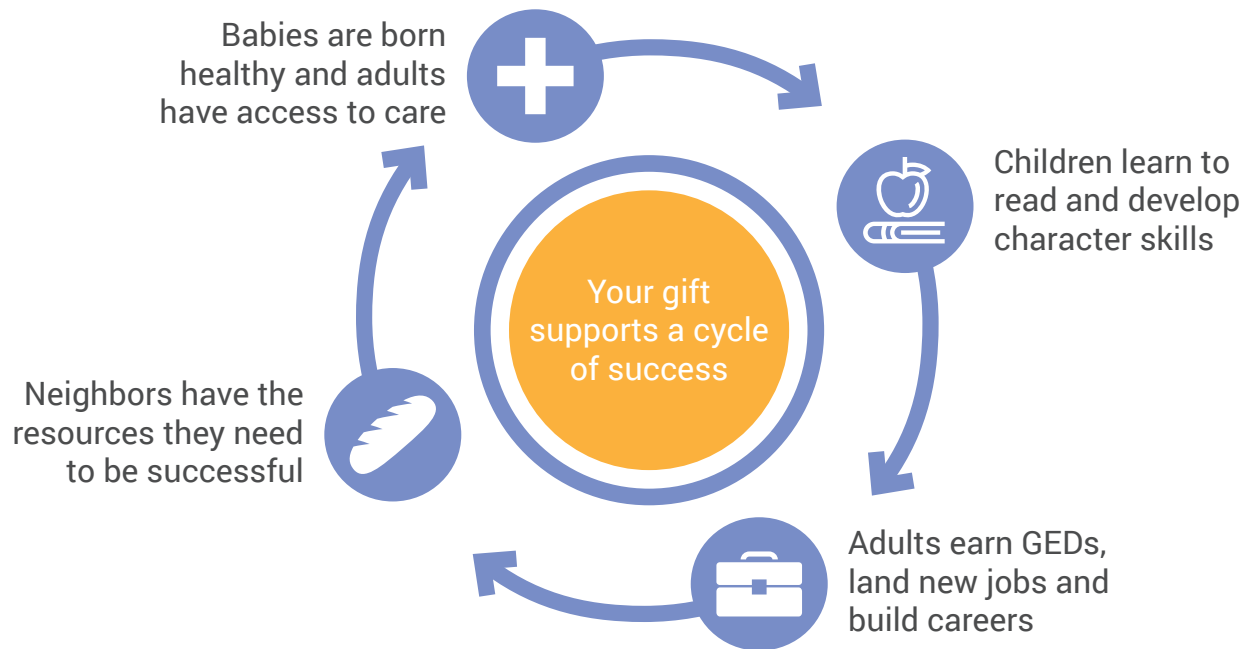 Babies are born
healthy and adults
have access to care
Children learn to
read and develop
character skills
Your gift
supports a cycle
of success
Neighbors have the
resources they need
to be successful
Adults earn GEDs,
land new jobs and
build careers